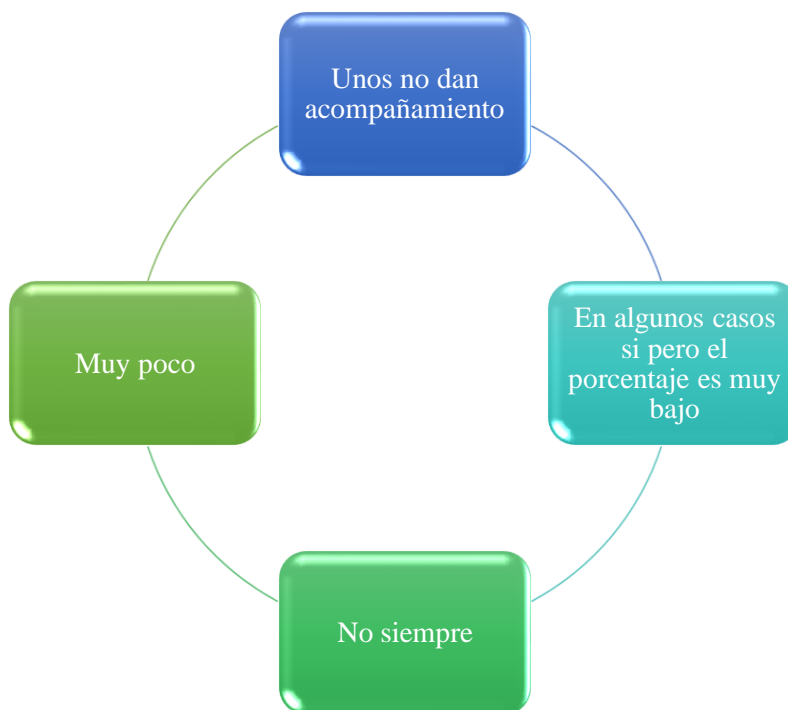 Unos no dan
acompañamiento
En algunos casos
si pero el
porcentaje es muy
bajo
No siempre
Muy poco